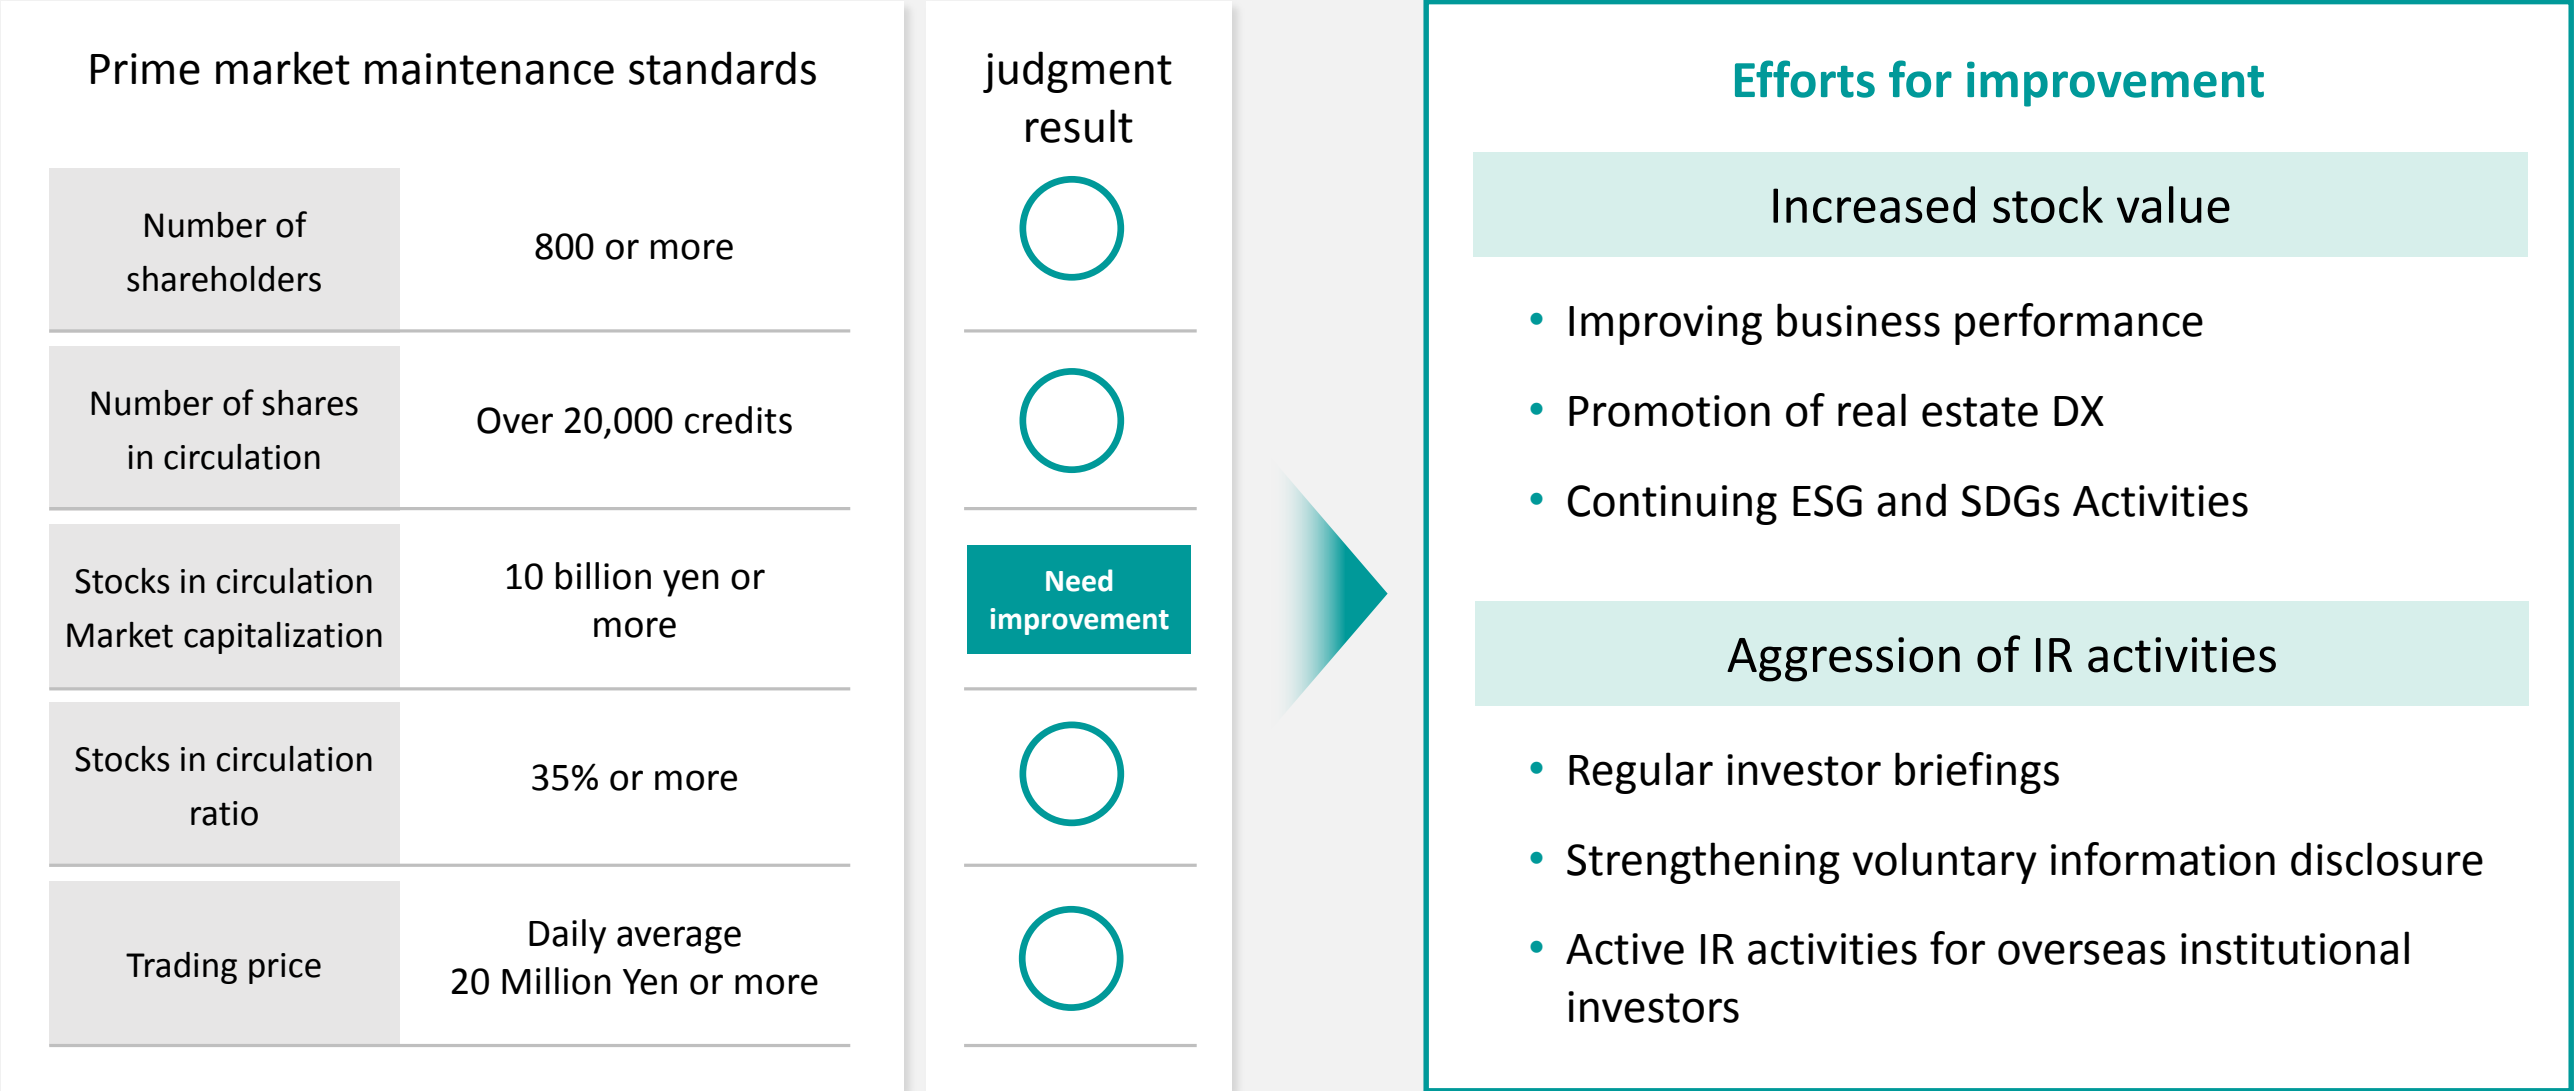 Prime market maintenance standards
judgment
result
Number of
shareholders
800 or more
Number of shares
in circulation
Over 20,000 credits
Stocks in circulation
Market capitalization
10 billion yen or
more
Need
improvement
Stocks in circulation
ratio
35% or more
Trading price
Daily average
20 Million Yen or more
Efforts for improvement
Increased stock value
• Improving business performance
• Promotion of real estate DX
• Continuing ESG and SDGs Activities
Aggression of IR activities
• Regular investor briefings
• Strengthening voluntary information disclosure
• Active IR activities for overseas institutional
investors